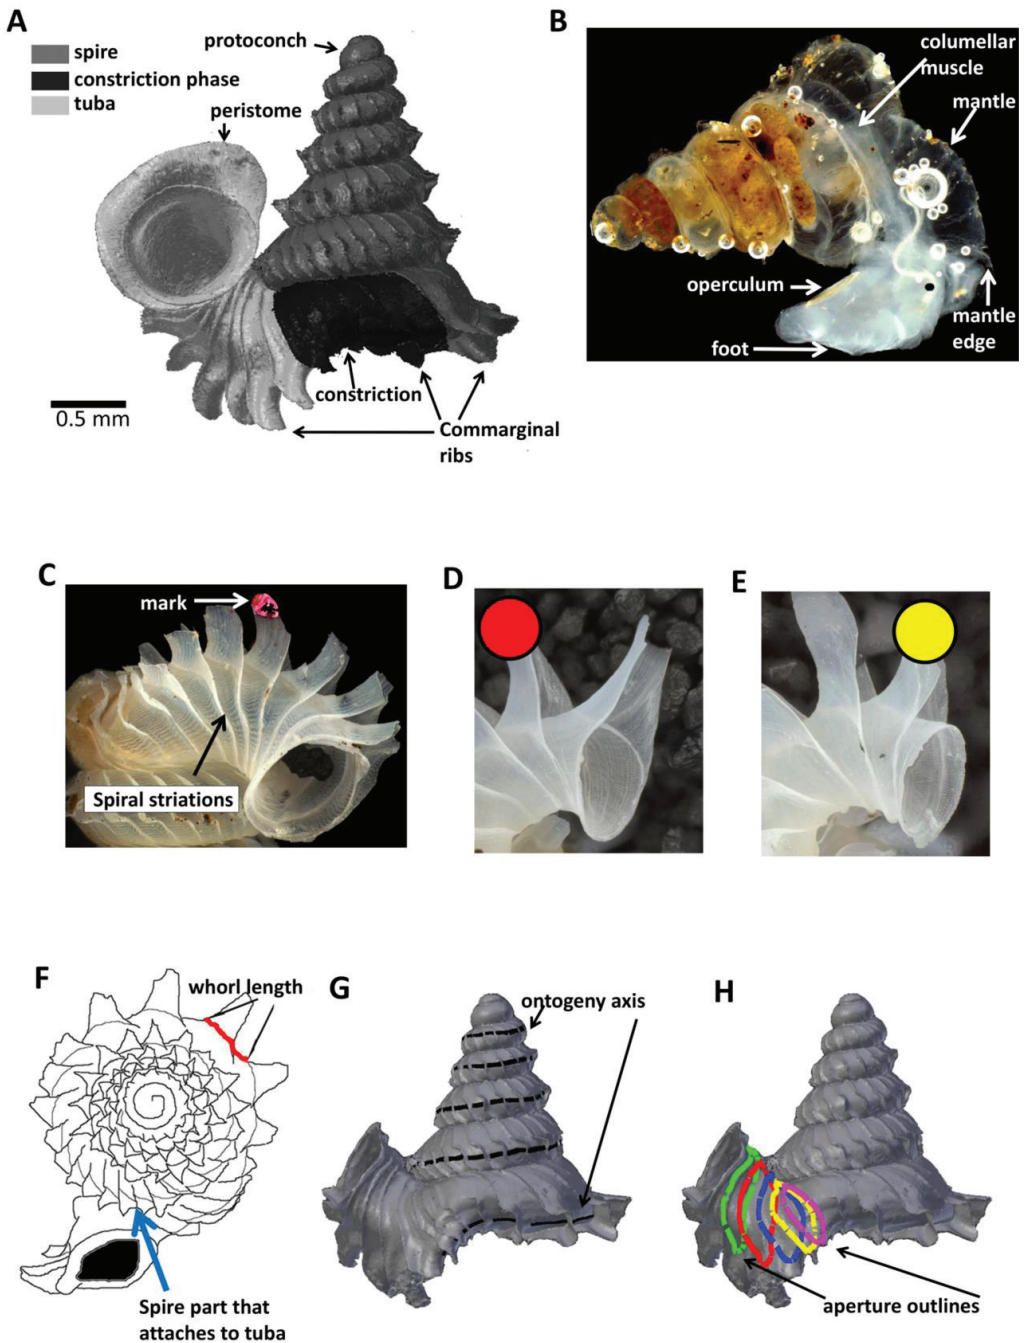 A
spire
constriction phase
tuba
protoconch
peristome
constriction
0.5 mm
Commarginal
ribs
B
columellar
muscle
mantle
operculum
mantle
edge
foot
C
mark
Spiral striations
D
E
F
whorl length
Spire part that
attaches to tuba
G
ontogeny axis
H
aperture outlines